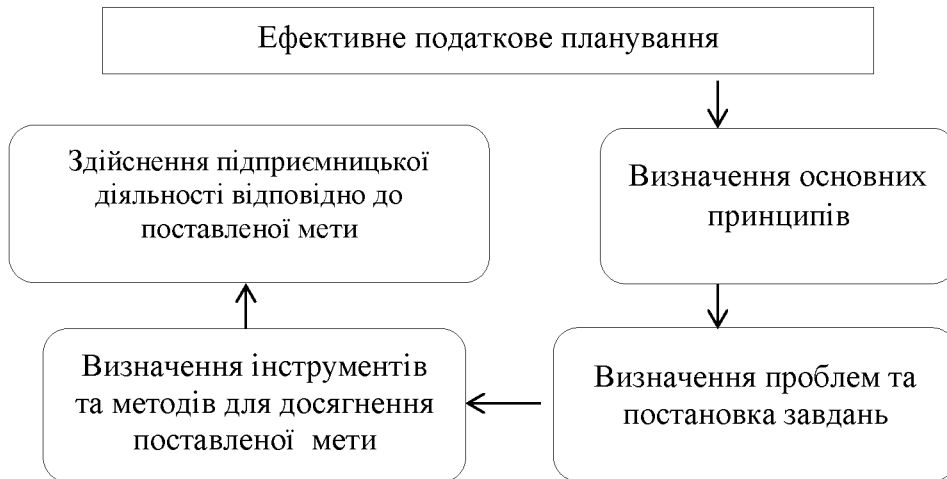 Ефективне податкове планування
Здійснення підприємницької
діяльності відповідно до
поставленої мети
Визначення основних
принципів
Визначення інструментів
та методів для досягнення
поставленої мети
Визначення проблем та
постановка завдань